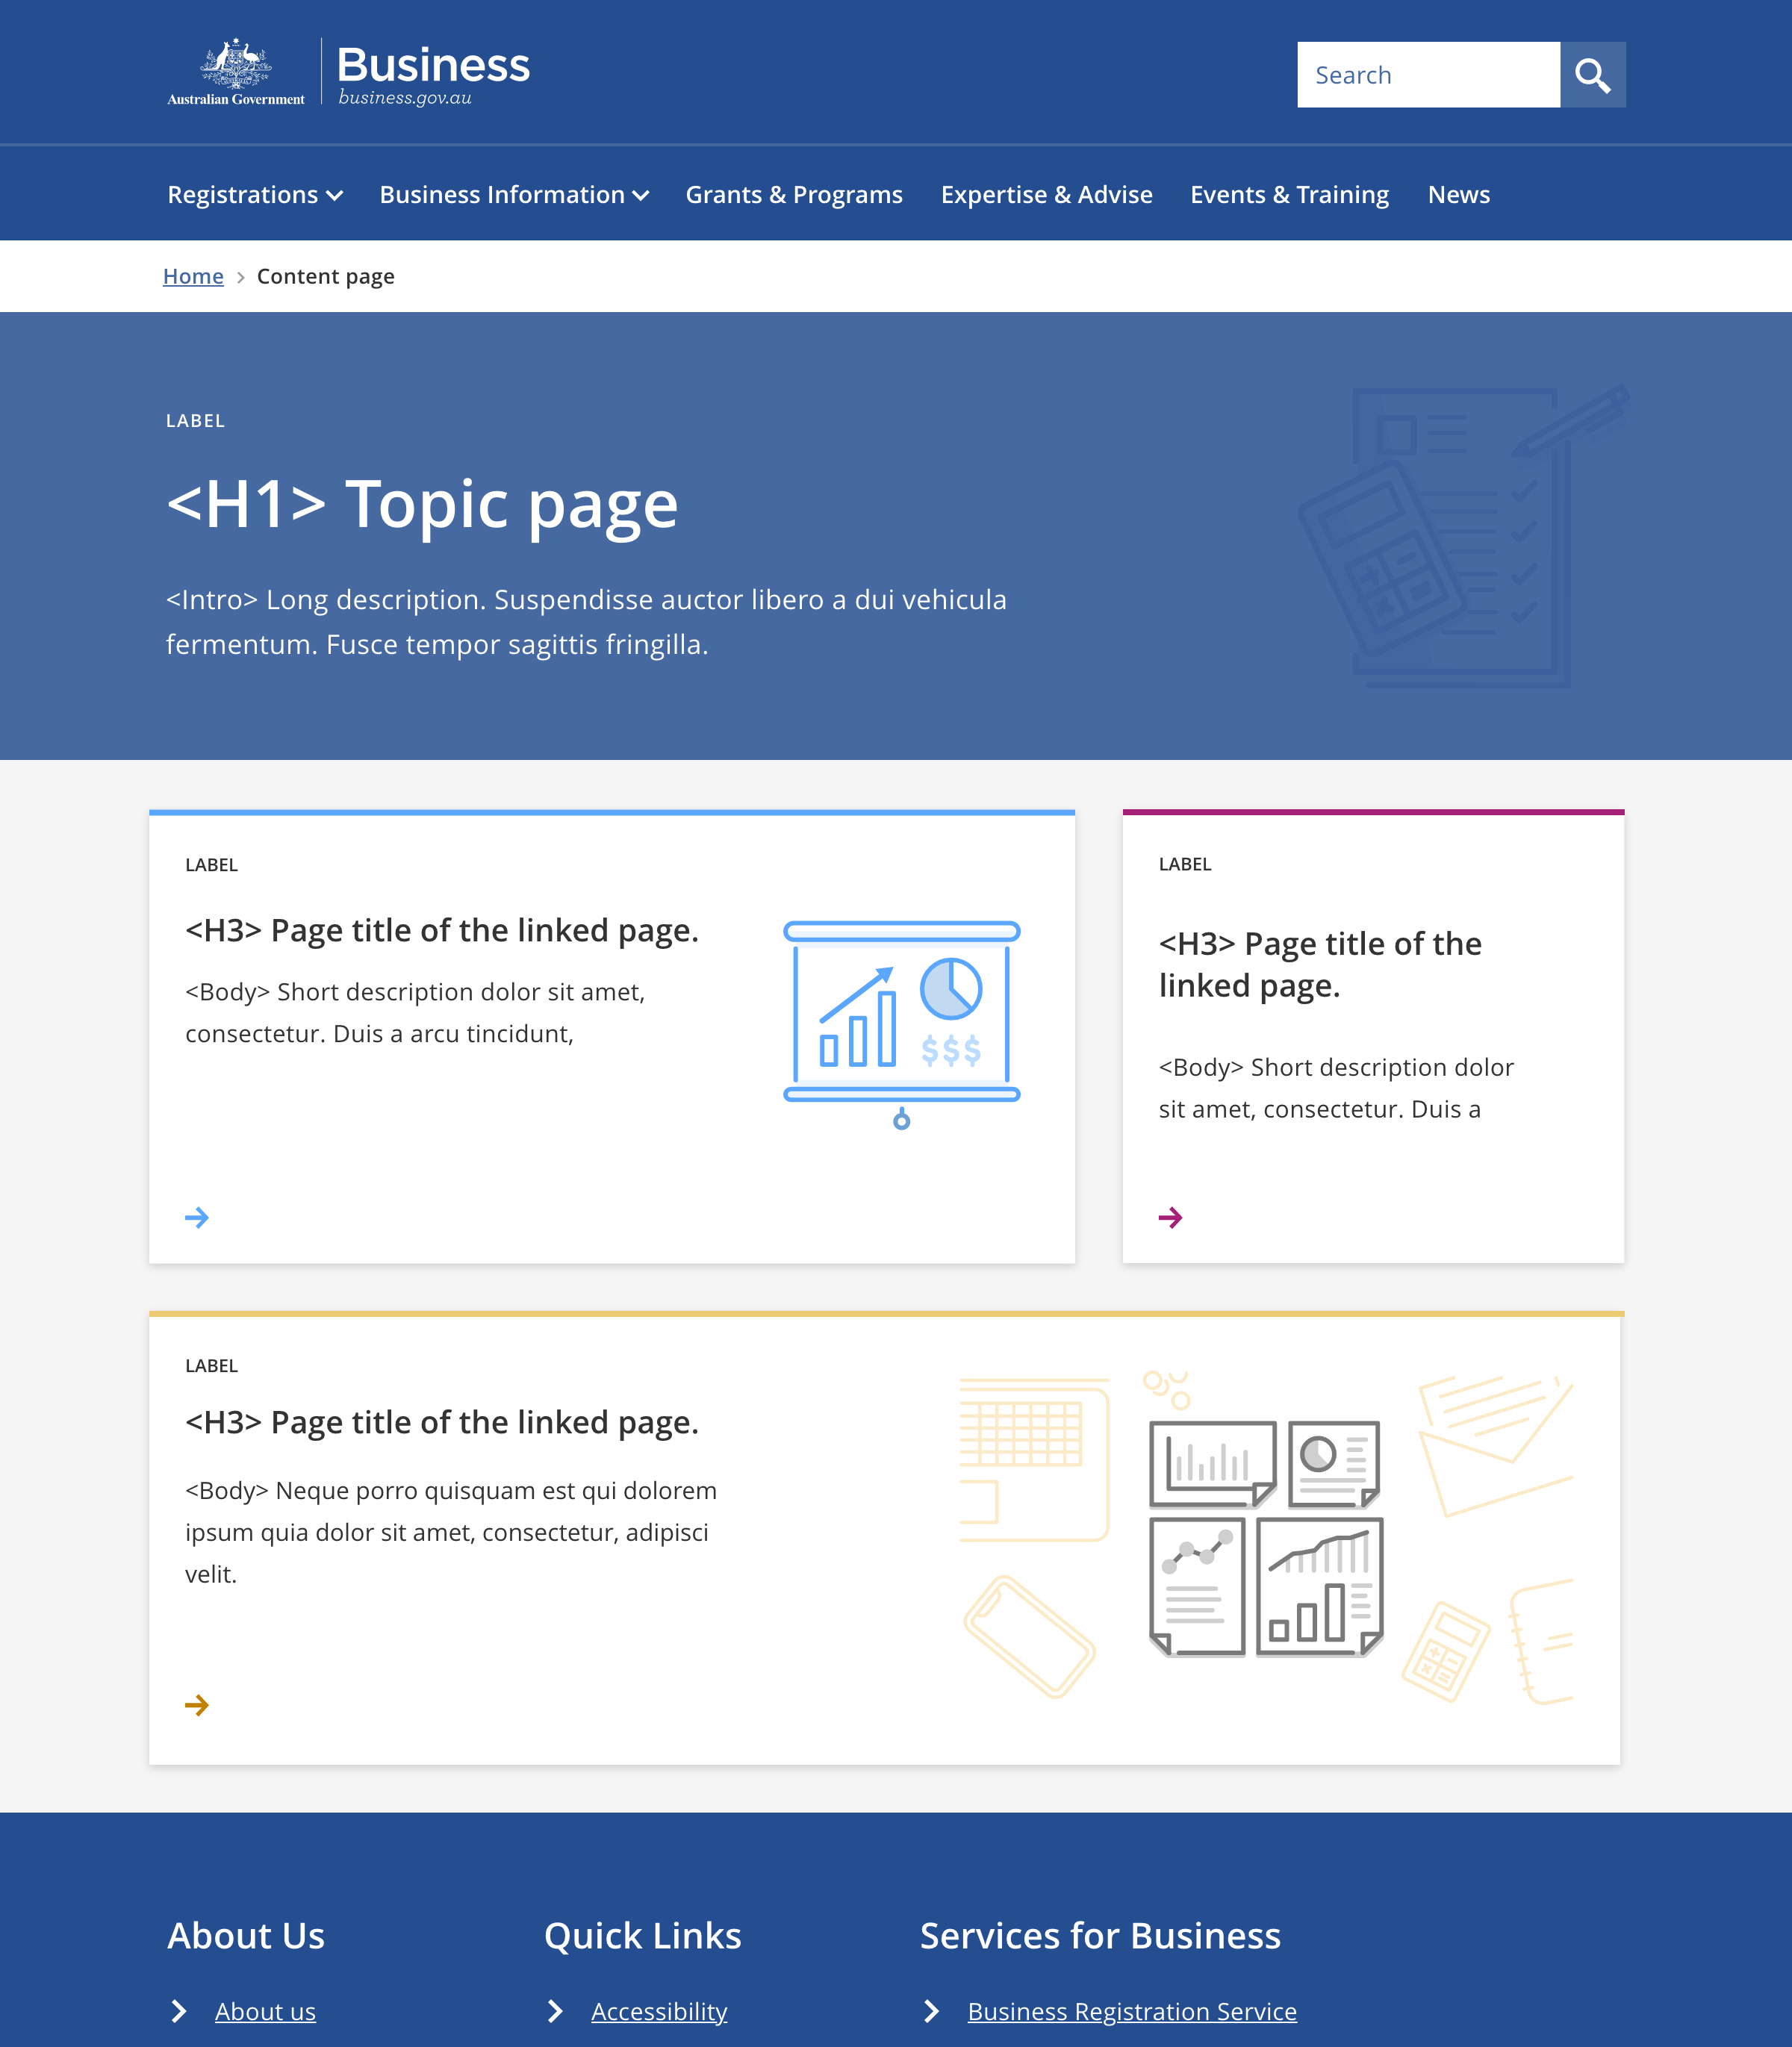 Australian Government
Business
business.gov.au
Search
Registrations Business Information Grants & Programs Expertise & Advise Events & Training News
Home Content page
LABEL
<H1> Topic page
<Intro> Long description. Suspendisse auctor libero a dui vehicula
fermentum. Fusce tempor sagittis fringilla.
LABEL
<H3> Page title of the linked page.
<Body> Short description dolor sit amet,
consectetur. Duis a arcu tincidunt,
$$$
LABEL
<H3> Page title of the
linked page.
<Body> Short description dolor
sit amet, consectetur. Duis a
LABEL
<H3> Page title of the linked page.
<Body> Neque porro quisquam est qui dolorem
ipsum quia dolor sit amet, consectetur, adipisci
velit.
About Us
About us
Quick Links
Accessibility
Services for Business
Business Registration Service